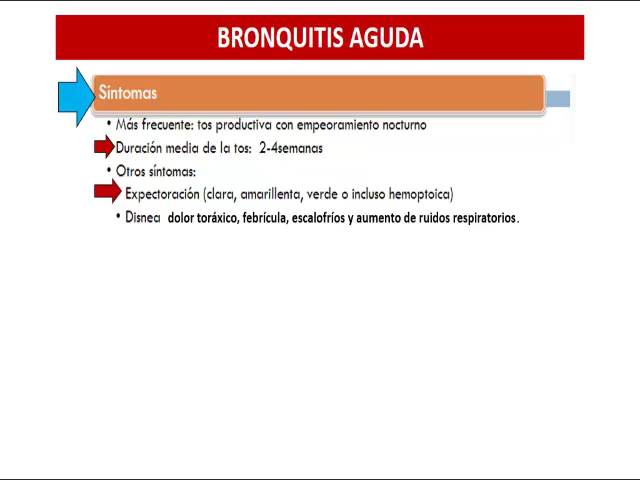 BRONQUITIS AGUDA
Síntomas
• Más frecuente: tos productiva con empeoramiento nocturno
Duración media de la tos: 2-4semanas
• Otros síntomas:
Expectoración (clara, amarillenta, verde o incluso hemoptoica)
• Disnea dolor toráxico, febrícula, escalofríos y aumento de ruidos respiratorios.